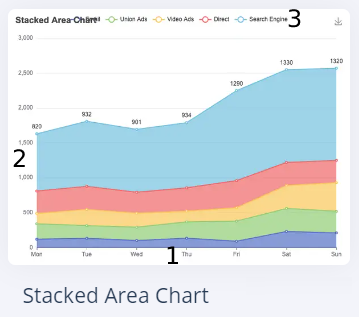 Stacked Area Chart Email Union Ads Video Ads Direct Search Engine 3
3,000
2,500
1330 1320
1290
2,000
820 932 901 934
1,500
2
1,000
500
0
Mon Tue Wed Thu Fri Sat Sun
1
Stacked Area Chart